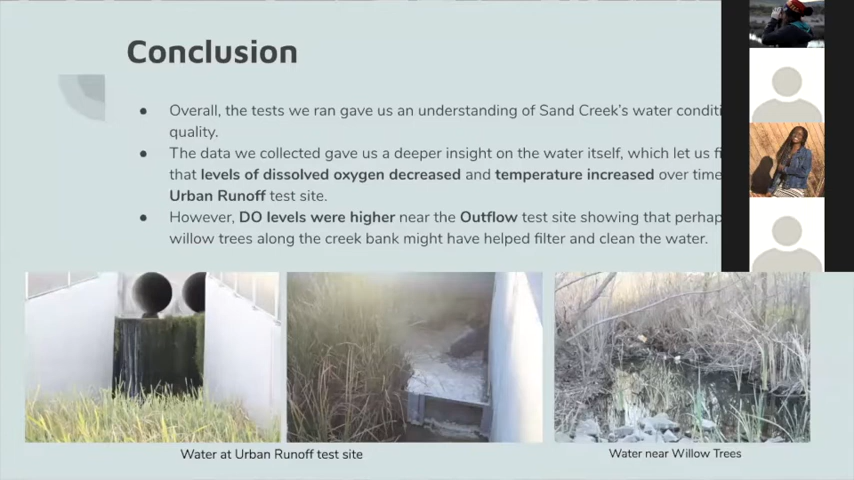 Conclusion
● Overall, the tests we ran gave us an understanding of Sand Creek's water
quality.
● The data we collected gave us a deeper insight on the water itself, which let us
that levels of dissolved oxygen decreased and temperature increased over time
Urban Runoff test site.
● However, DO levels were higher near the Outflow test site showing that
willow trees along the creek bank might have helped filter and clean the water.
Water at Urban Runoff test site
Water near Willow Trees